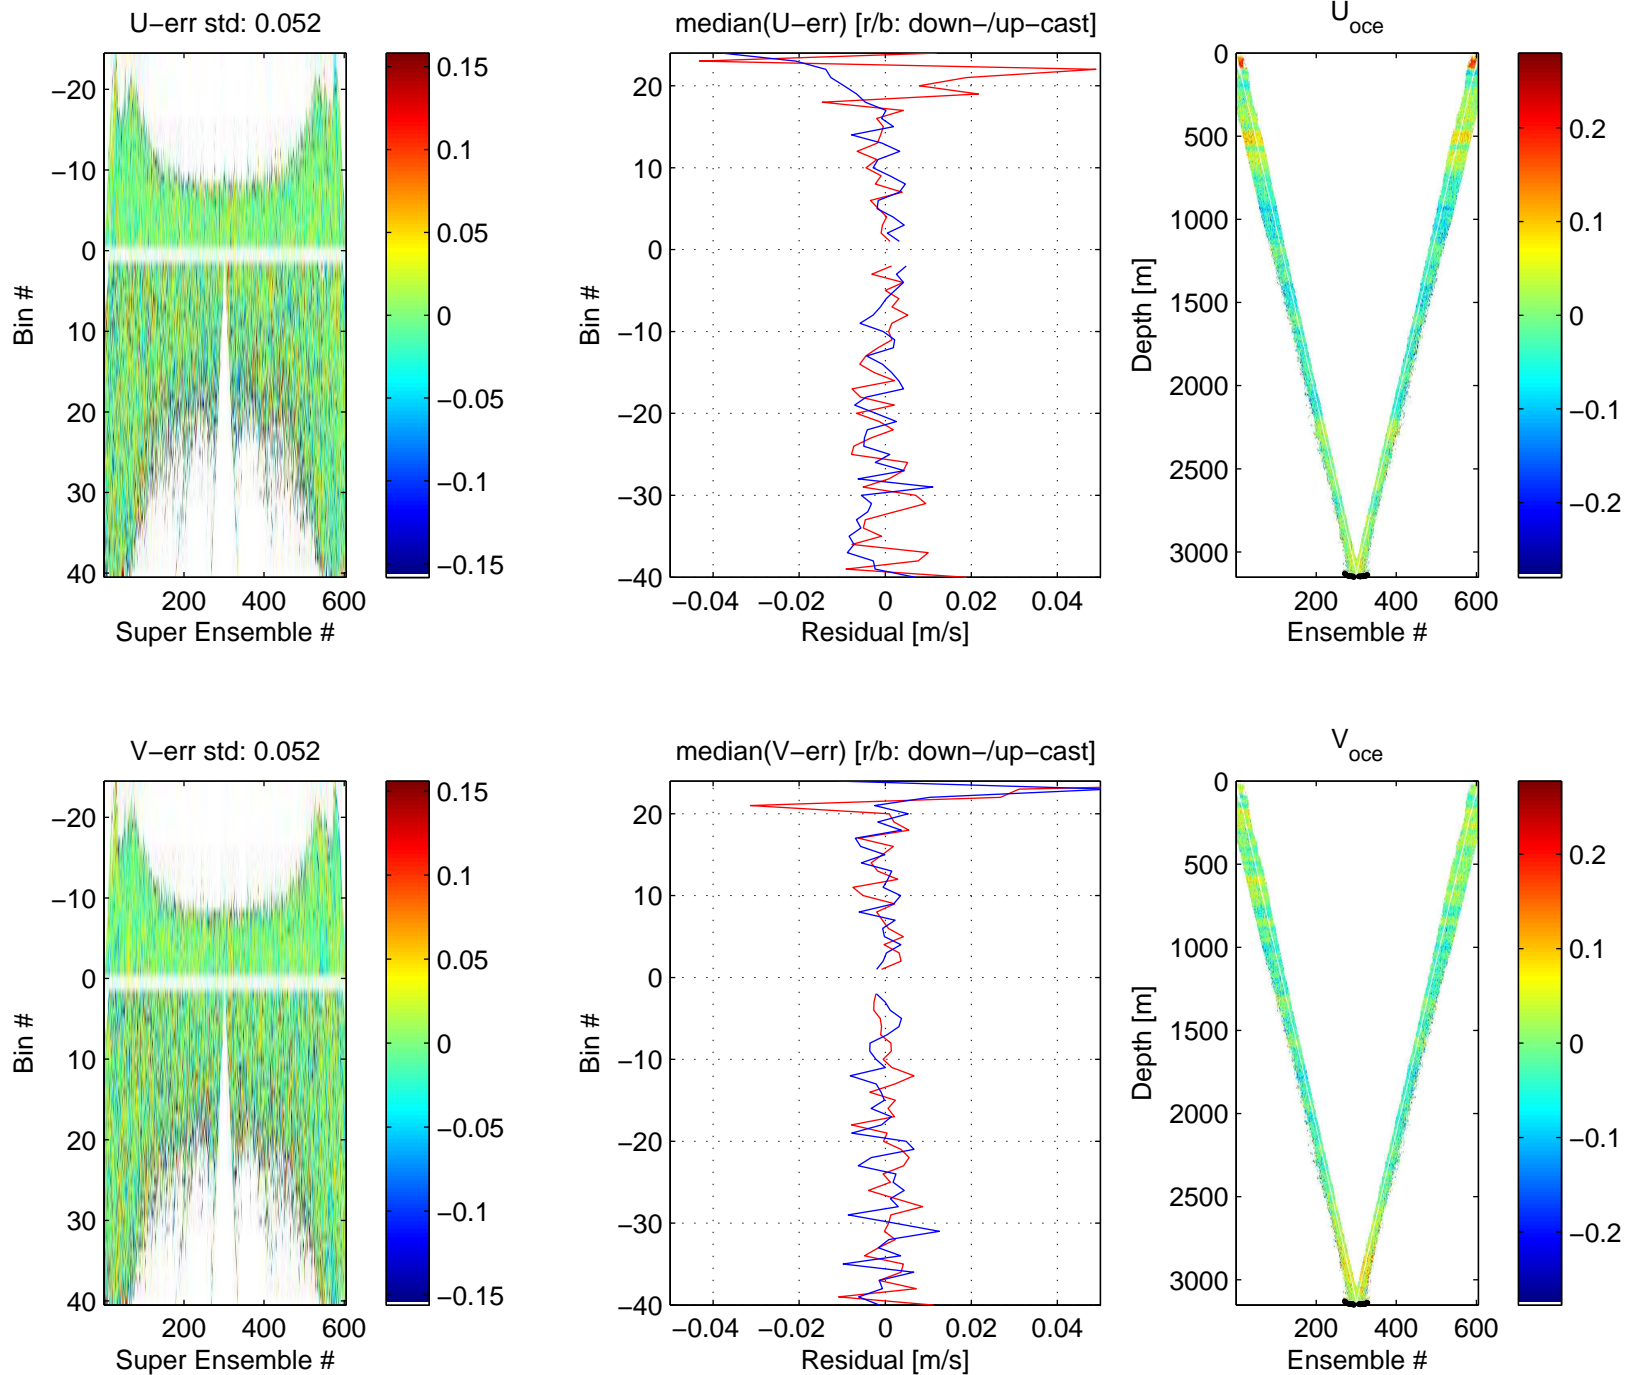 U−err std: 0.052
−20
−10
0
10
20
30
40
Bin #
200 400 600
Super Ensemble #
0.15
0.1
0.05
0
−0.05
−0.1
−0.15
median(U−err) [r/b: down−/up−cast]
20
10
0
−10
−20
−30
−40
Bin #
−0.04 −0.02 0 0.02 0.04
Residual [m/s]
U_oce
0
500
1000
1500
2000
2500
3000
Depth [m]
200 400 600
Ensemble #
0.2
0.1
0
−0.1
−0.2
V−err std: 0.052
−20
−10
0
10
20
30
40
Bin #
200 400 600
Super Ensemble #
0.15
0.1
0.05
0
−0.05
−0.1
−0.15
median(V−err) [r/b: down−/up−cast]
20
10
0
−10
−20
−30
−40
Bin #
−0.04 −0.02 0 0.02 0.04
Residual [m/s]
V_oce
0
500
1000
1500
2000
2500
3000
Depth [m]
200 400 600
Ensemble #
0.2
0.1
0
−0.1
−0.2